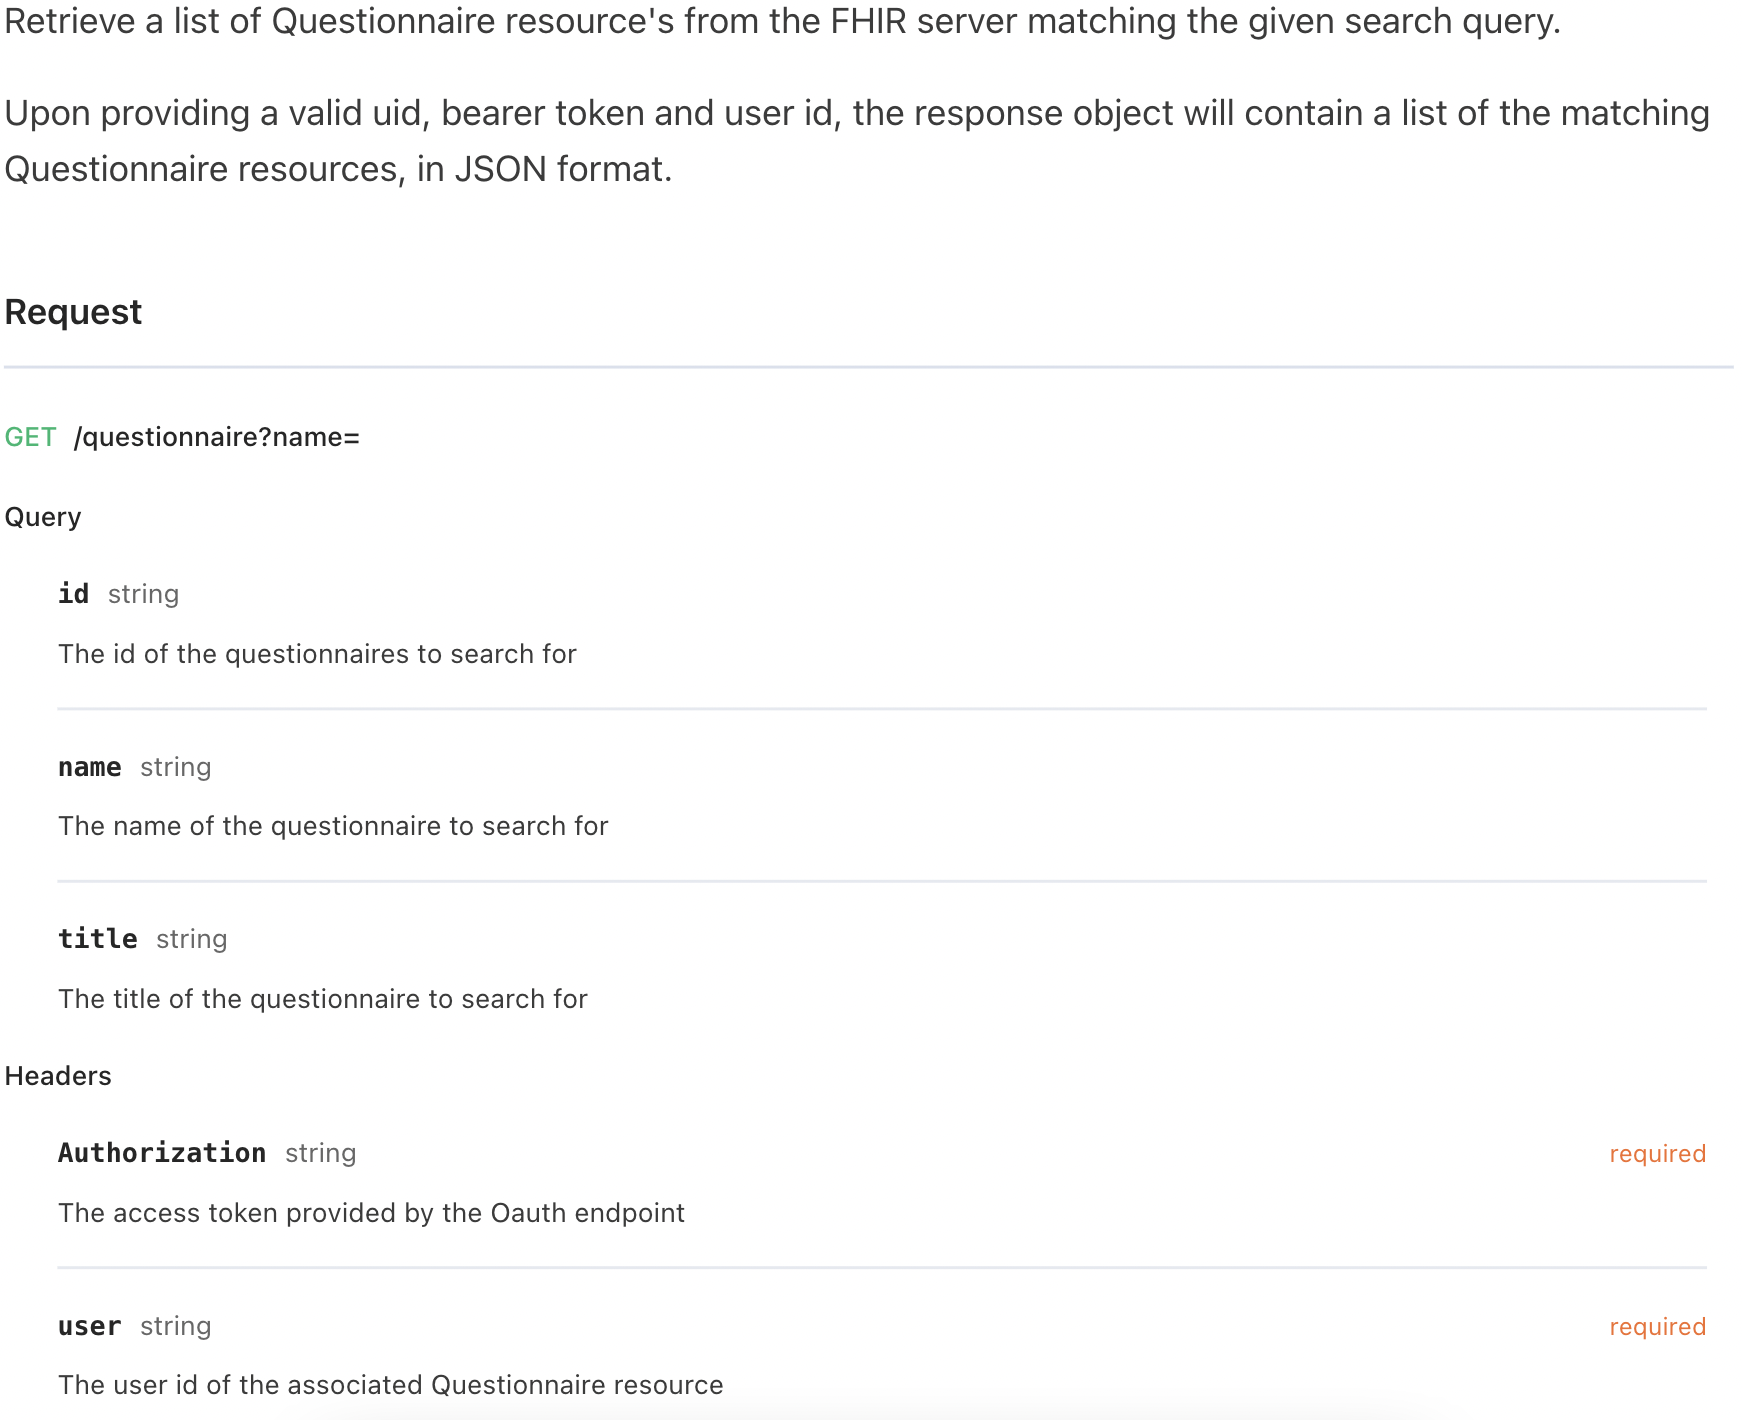 Retrieve a list of Questionnaire resource's from the FHIR server matching the given search query.
Upon providing a valid uid, bearer token and user id, the response object will contain a list of the matching
Questionnaire resources, in JSON format.
Request
GET /questionnaire?name=
Query
id string
The id of the questionnaires to search for
name string
The name of the questionnaire to search for
title string
The title of the questionnaire to search for
Headers
Authorization string required
The access token provided by the Oauth endpoint
user string required
The user id of the associated Questionnaire resource